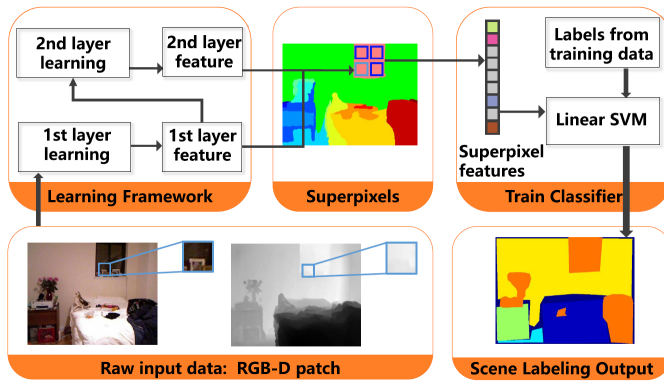 2nd layer
learning
2nd layer
feature
1st layer
learning
1st layer
feature
Learning Framework
Superpixels
Labels from
training data
Linear SVM
Superpixel
features
Train Classifier
Raw input data: RGB-D patch
Scene Labeling Output